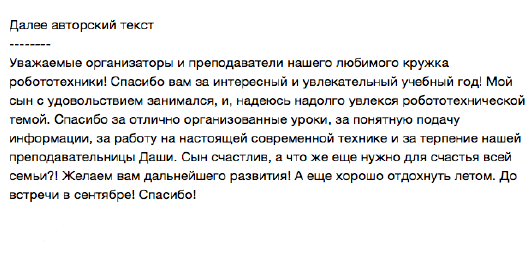 Далее авторский текст
--------
Уважаемые организаторы и преподаватели нашего любимого кружка
робототехники! Спасибо вам за интересный и увлекательный учебный год! Мой
сын с удовольствием занимался, и, надеюсь надолго увлекся робототехнической
темой. Спасибо за отлично организованные уроки, за понятную подачу
информации, за работу на настоящей современной технике и за терпение нашей
преподавательницы Даши. Сын счастлив, а что же еще нужно для счастья всей
семьи?! Желаем вам дальнейшего развития! А еще хорошо отдохнуть летом. До
встречи в сентябре! Спасибо!